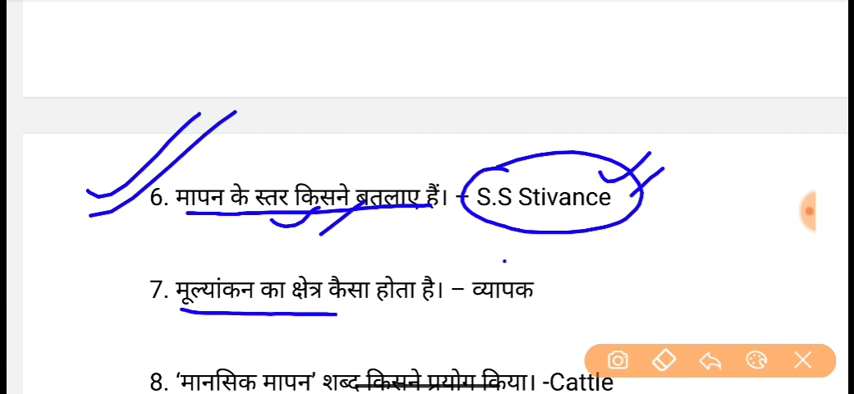 6. मापन के स्तर किसने बतलाए हैं। - S.S Stivance
7. मूल्यांकन का क्षेत्र कैसा होता है। – व्यापक
8. ‘मानसिक मापन’ शब्द किसने प्रयोग किया। -Cattle